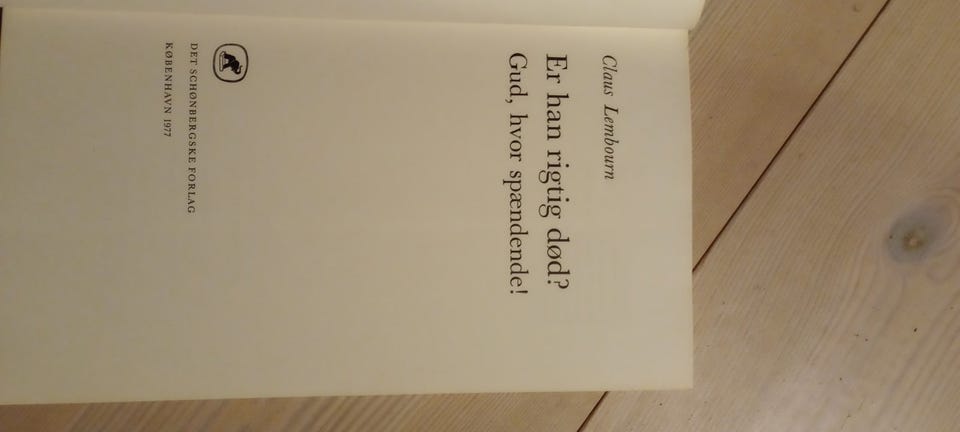 Claus Lembourn
Er han rigtig død?
Gud, hvor spændende!
DET SCHØNBERGSKE FORLAG
KØBENHAVN 1977